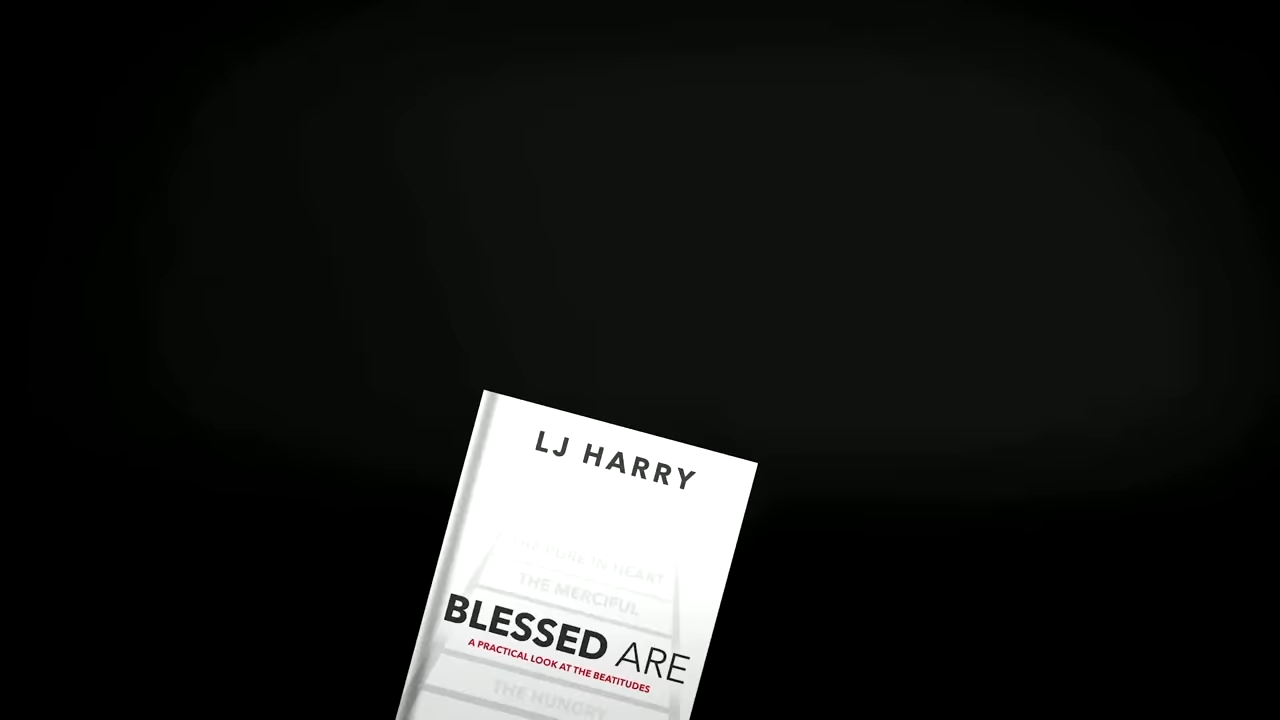 LJ HARRY
THE PURE IN HEART
THE MERCIFUL
BLESSED ARE
A PRACTICAL LOOK AT THE BEATITUDES
THE HUNGRY